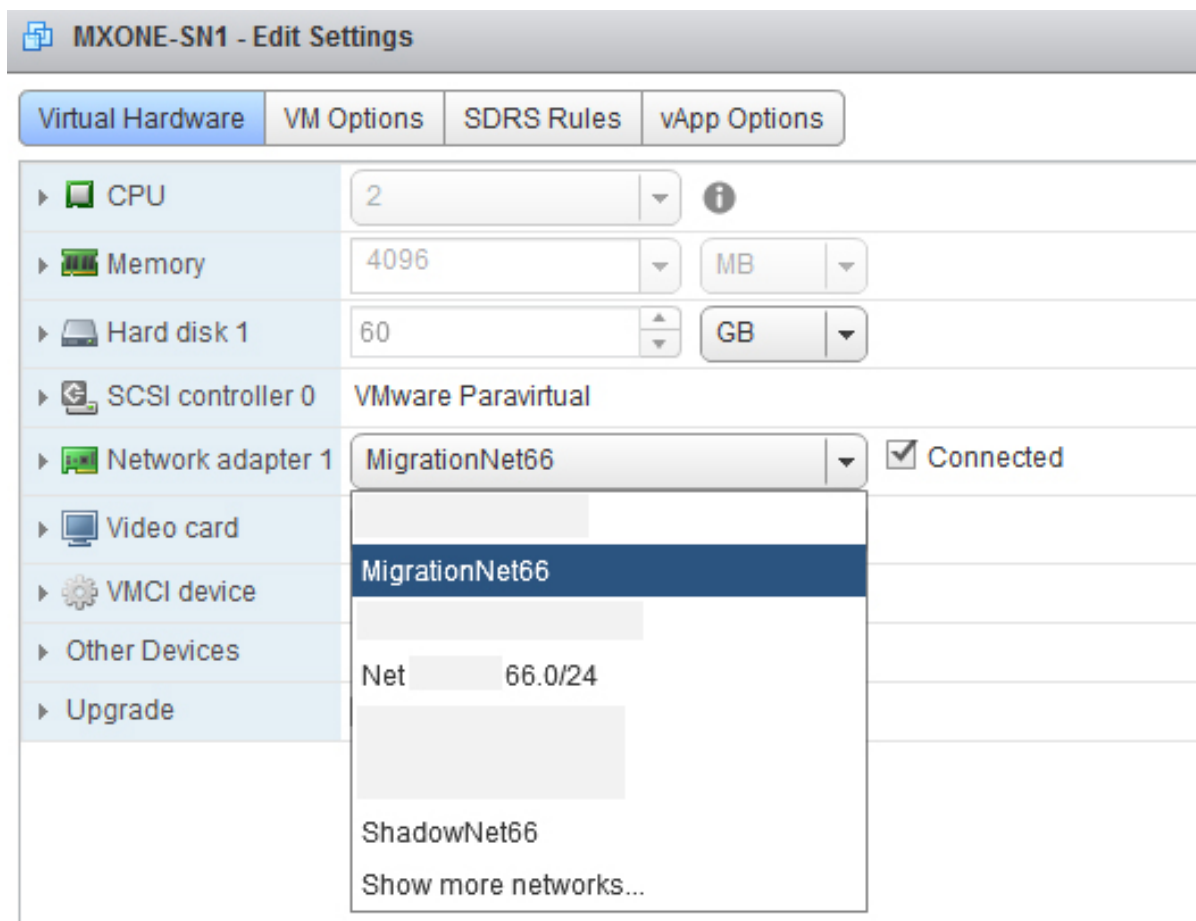 MXONE-SN1 - Edit Settings
Virtual Hardware VM Options SDRS Rules vApp Options
CPU 2
Memory 4096 MB
Hard disk 1 60 GB
SCSI controller 0 VMware Paravirtual
Network adapter 1 MigrationNet66 Connected
Video card
MigrationNet66
VMCI device
Other Devices
Net 66.0/24
Upgrade
ShadowNet66
Show more networks...